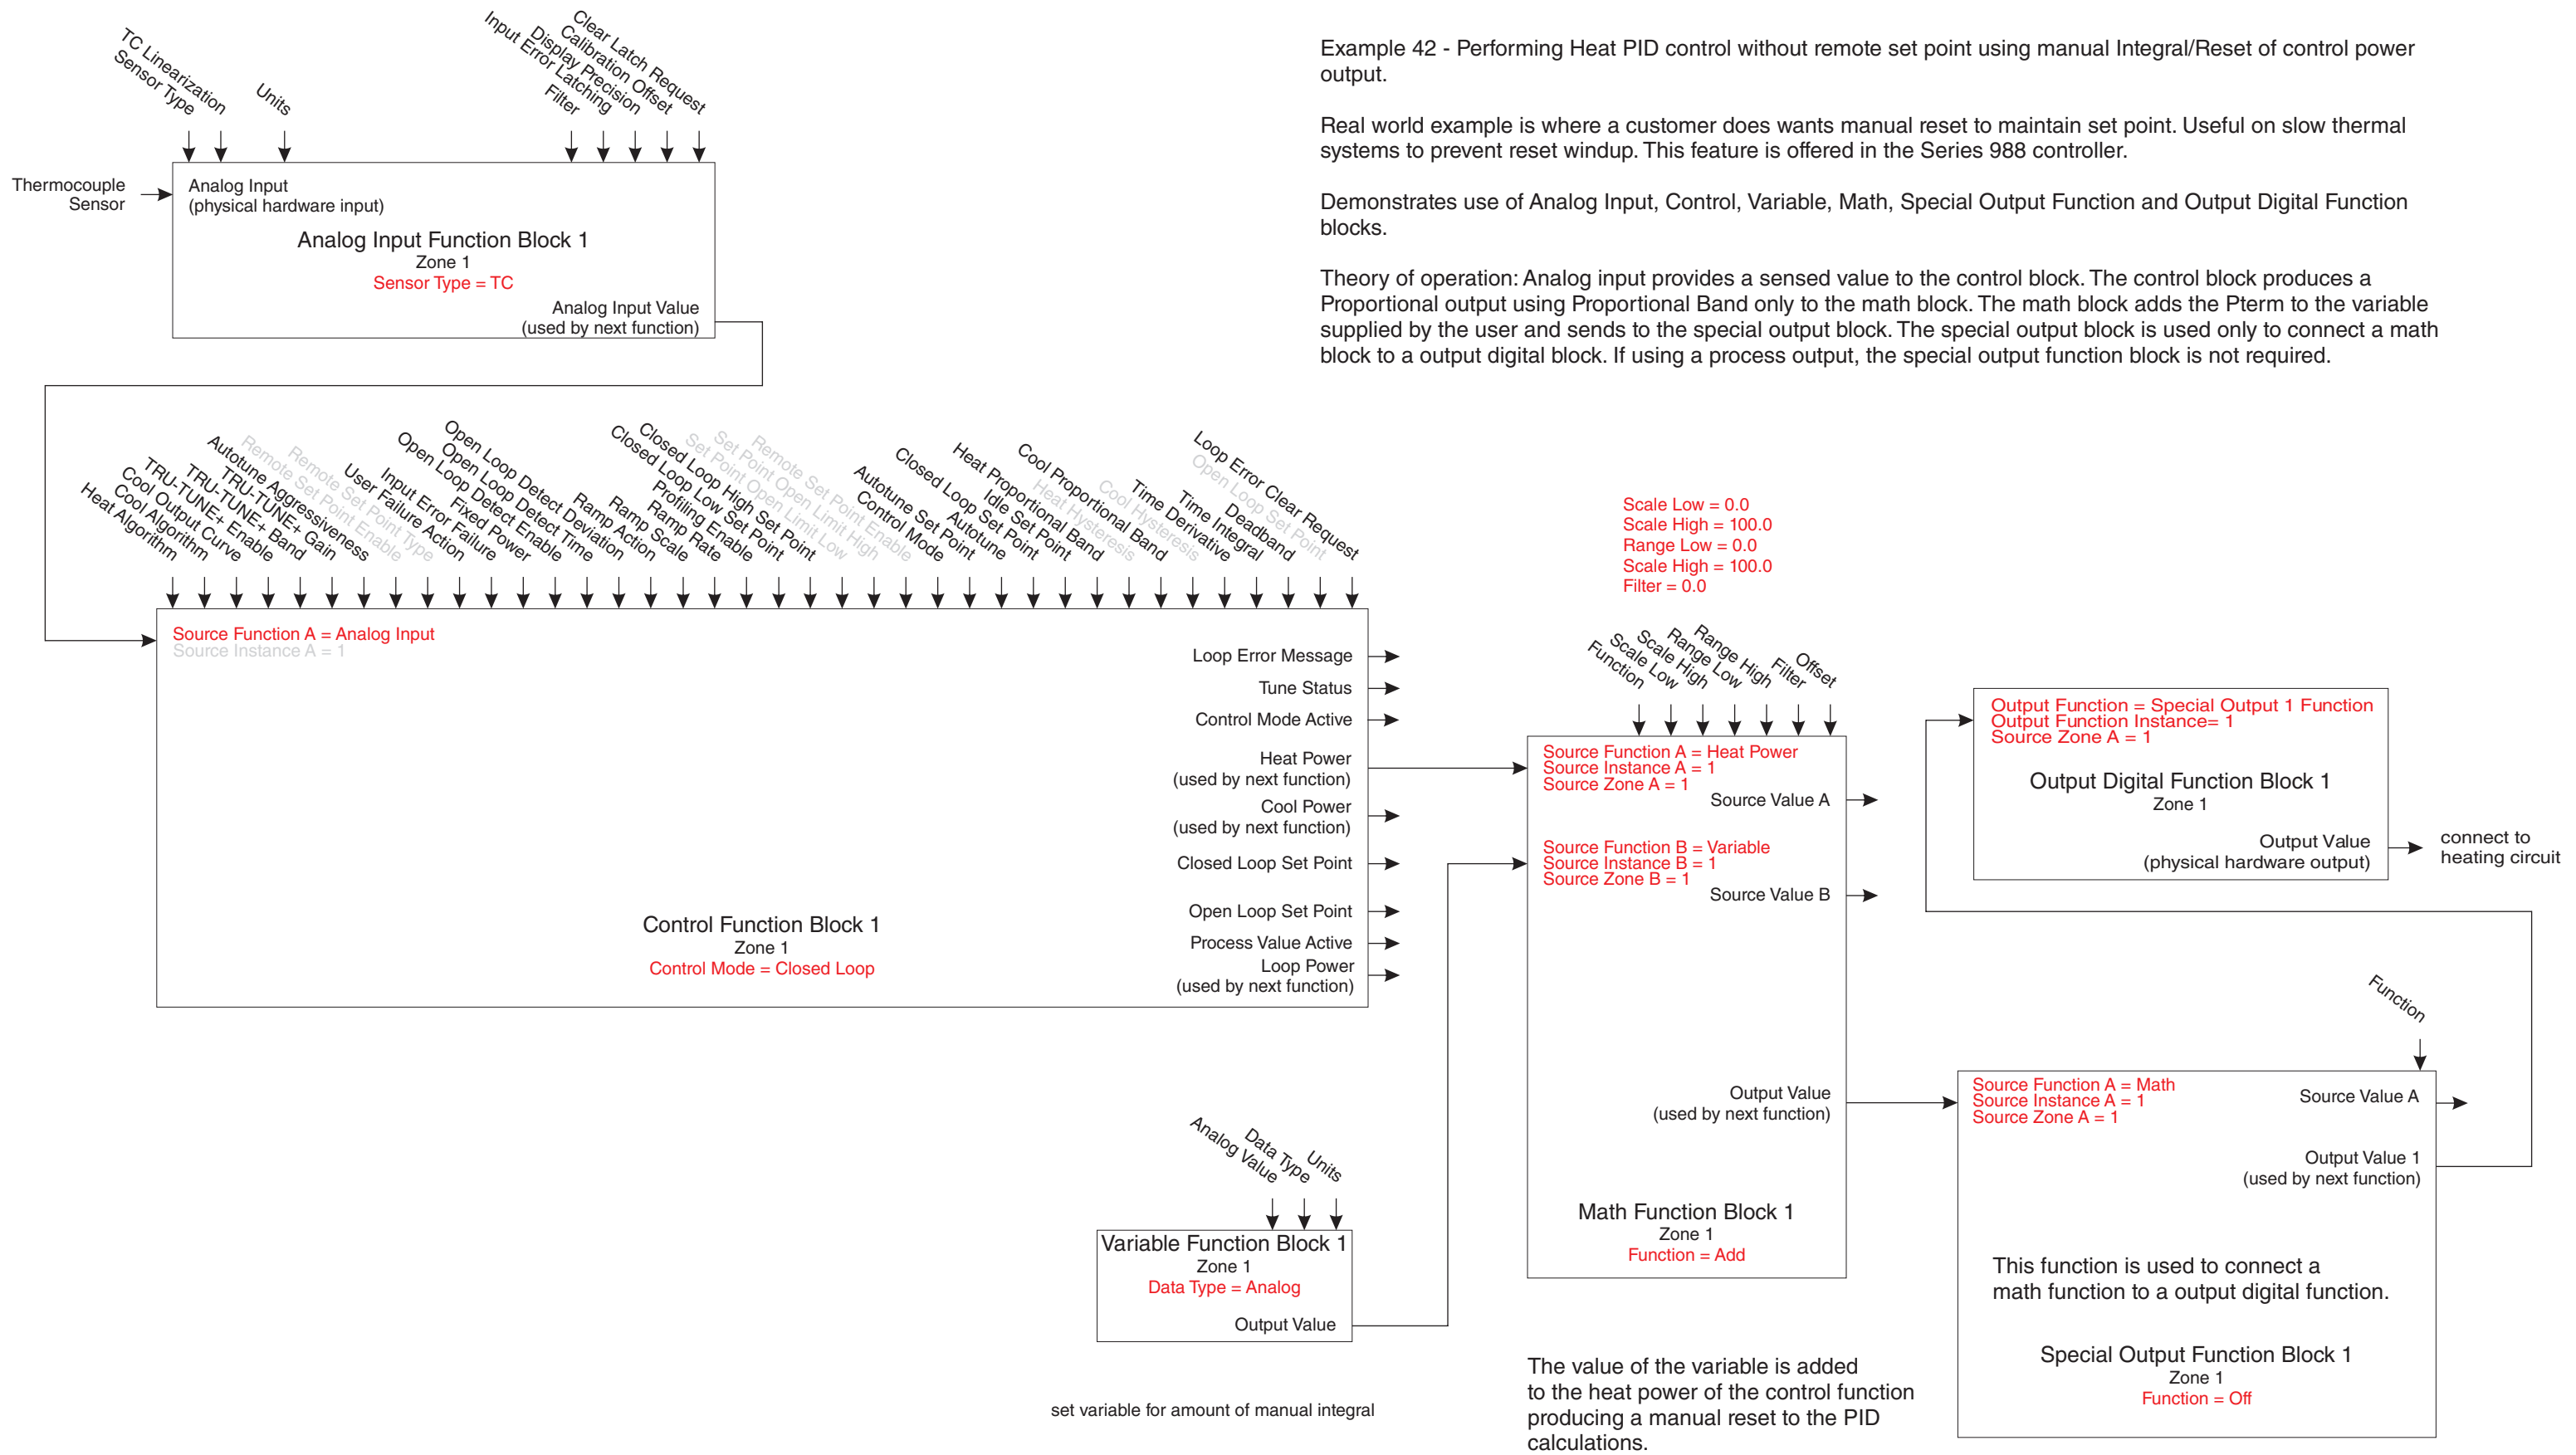 Example 42 - Performing Heat PID control without remote set point using manual Integral/Reset of control power
output.
Real world example is where a customer does wants manual reset to maintain set point. Useful on slow thermal
systems to prevent reset windup. This feature is offered in the Series 988 controller.
Demonstrates use of Analog Input, Control, Variable, Math, Special Output Function and Output Digital Function
blocks.
Theory of operation: Analog input provides a sensed value to the control block. The control block produces a
Proportional output using Proportional Band only to the math block. The math block adds the Pterm to the variable
supplied by the user and sends to the special output block. The special output block is used only to connect a math
block to a output digital block. If using a process output, the special output function block is not required.
Sensor Type
TC Linearization
Units
Filter
Input Error Latching
Display Precision
Calibration Offset
Clear Latch Request
Thermocouple
Sensor
Analog Input
(physical hardware input)
Analog Input Function Block 1
Zone 1
Sensor Type = TC
Analog Input Value
(used by next function)
Heat Algorithm
Cool Algorithm
Cool Output Curve
TRU-TUNE+ Enable
TRU-TUNE+ Band
TRU-TUNE+ Gain
Autotune Aggressiveness
Remote Set Point Enable
Remote Set Point Type
User Failure Action
Input Error Failure
Fixed Power
Open Loop Detect Enable
Open Loop Detect Time
Open Loop Detect Deviation
Ramp Action
Ramp Scale
Ramp Rate
Profiling Enable
Closed Loop Low Set Point
Closed Loop High Set Point
Set Point Open Limit Low
Set Point Open Limit High
Remote Set Point Enable
Control Mode
Autotune Set Point
Autotune
Closed Loop Set Point
Idle Set Point
Heat Proportional Band
Heat Hysteresis
Cool Proportional Band
Cool Hysteresis
Time Derivative
Time Integral
Deadband
Open Loop Set Point
Loop Error Clear Request
Source Function A = Analog Input
Source Instance A = 1
Loop Error Message
Tune Status
Control Mode Active
Heat Power
(used by next function)
Cool Power
(used by next function)
Closed Loop Set Point
Open Loop Set Point
Process Value Active
Loop Power
(used by next function)
Control Function Block 1
Zone 1
Control Mode = Closed Loop
Scale Low = 0.0
Scale High = 100.0
Range Low = 0.0
Scale High = 100.0
Filter = 0.0
Function
Scale Low
Scale High
Range Low
Range High
Filter
Offset
Source Function A = Heat Power
Source Instance A = 1
Source Zone A = 1
Source Value A
Source Function B = Variable
Source Instance B = 1
Source Zone B = 1
Source Value B
Output Value
(used by next function)
Math Function Block 1
Zone 1
Function = Add
Output Function = Special Output 1 Function
Output Function Instance= 1
Source Zone A = 1
Output Digital Function Block 1
Zone 1
Output Value
(physical hardware output)
connect to
heating circuit
Analog Value
Data Type
Units
Variable Function Block 1
Zone 1
Data Type = Analog
Output Value
set variable for amount of manual integral
The value of the variable is added
to the heat power of the control function
producing a manual reset to the PID
calculations.
Function
Source Function A = Math
Source Instance A = 1
Source Zone A = 1
Source Value A
Output Value 1
(used by next function)
This function is used to connect a
math function to a output digital function.
Special Output Function Block 1
Zone 1
Function = Off